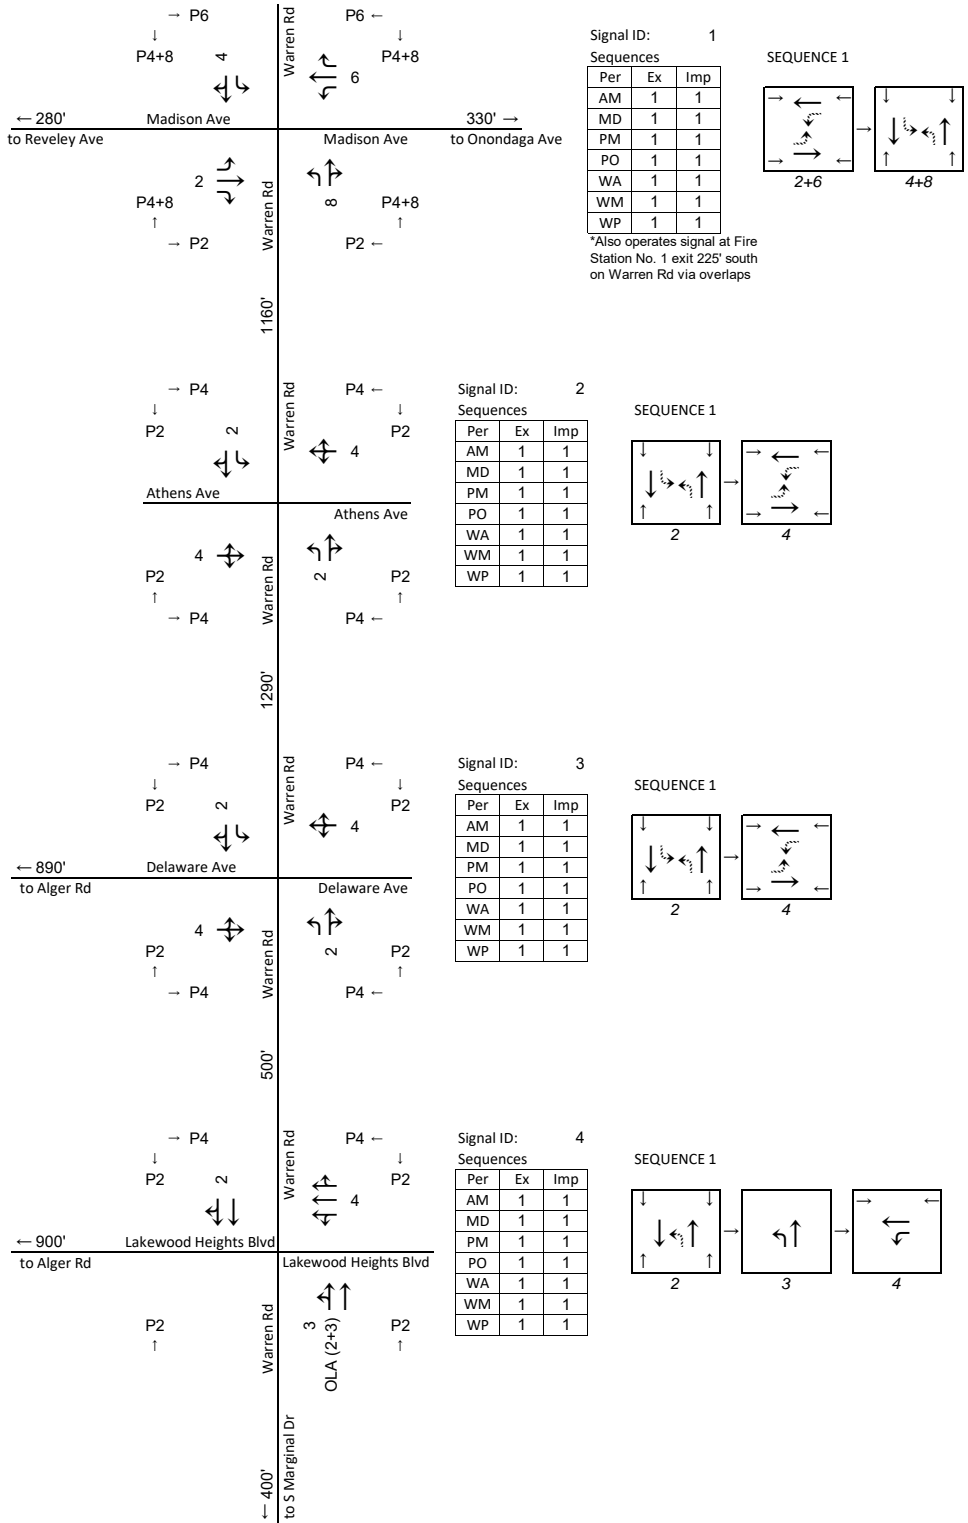 → P6
Warren Rd
P6 ←
↓
↓
P4+8
4
P4+8
6
← 280'
Madison Ave
330' →
to Reveley Ave
Madison Ave
to Onondaga Ave
2
P4+8
8
P4+8
↑
Warren Rd
↑
→ P2
P2 ←
Signal ID: 1
Sequences
Per Ex Imp
AM 1 1
MD 1 1
PM 1 1
PO 1 1
WA 1 1
WM 1 1
WP 1 1
*Also operates signal at Fire
Station No. 1 exit 225' south
on Warren Rd via overlaps
SEQUENCE 1
→ ← → ↓ ↓
→ ← ↑ ↑
2+6 4+8
1160'
→ P4
Warren Rd
P4 ←
↓
↓
P2
2
P2
4
Athens Ave
Athens Ave
4
P2
2
P2
↑
Warren Rd
↑
→ P4
P4 ←
Signal ID: 2
Sequences
Per Ex Imp
AM 1 1
MD 1 1
PM 1 1
PO 1 1
WA 1 1
WM 1 1
WP 1 1
SEQUENCE 1
↓ ↓ → → ←
↑ ↑ → ←
2 4
1290'
→ P4
Warren Rd
P4 ←
↓
↓
P2
2
P2
4
← 890'
Delaware Ave
to Alger Rd
Delaware Ave
4
P2
2
P2
↑
Warren Rd
↑
→ P4
P4 ←
Signal ID: 3
Sequences
Per Ex Imp
AM 1 1
MD 1 1
PM 1 1
PO 1 1
WA 1 1
WM 1 1
WP 1 1
SEQUENCE 1
↓ ↓ → → ←
↑ ↑ → ←
2 4
500'
→ P4
Warren Rd
P4 ←
↓
↓
P2
2
P2
4
← 900'
Lakewood Heights Blvd
to Alger Rd
Lakewood Heights Blvd
P2
↑
Warren Rd
3
OLA (2+3)
P2
↑
Signal ID: 4
Sequences
Per Ex Imp
AM 1 1
MD 1 1
PM 1 1
PO 1 1
WA 1 1
WM 1 1
WP 1 1
SEQUENCE 1
↓ ↓ → → → ←
↑ ↑
2 3 4
← 400'
to S Marginal Dr